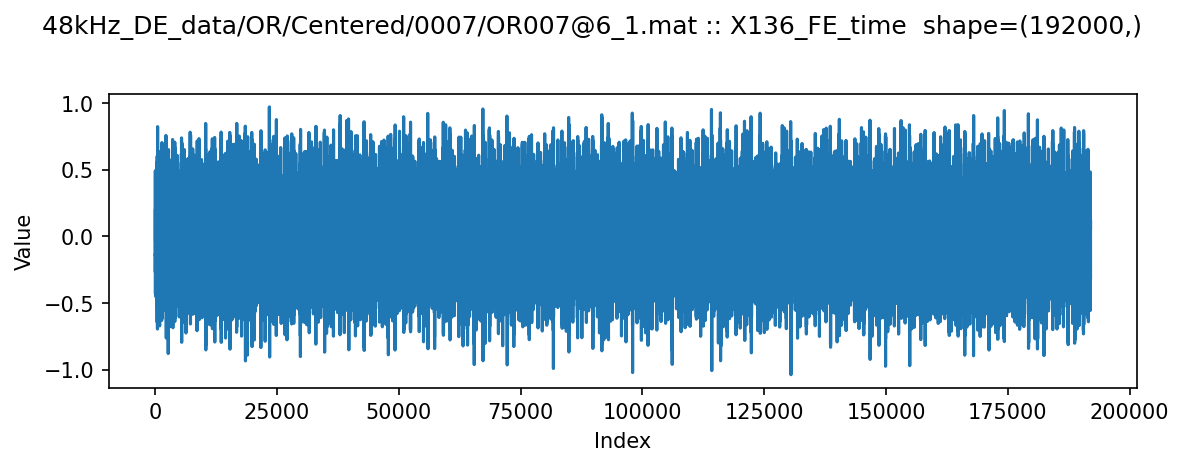 48kHz_DE_data/OR/Centered/0007/OR007@6_1.mat :: X136_FE_time  shape=(192000,)
1.0
0.5
0.0
−0.5
−1.0
Value
0 25000 50000 75000 100000 125000 150000 175000 200000
Index